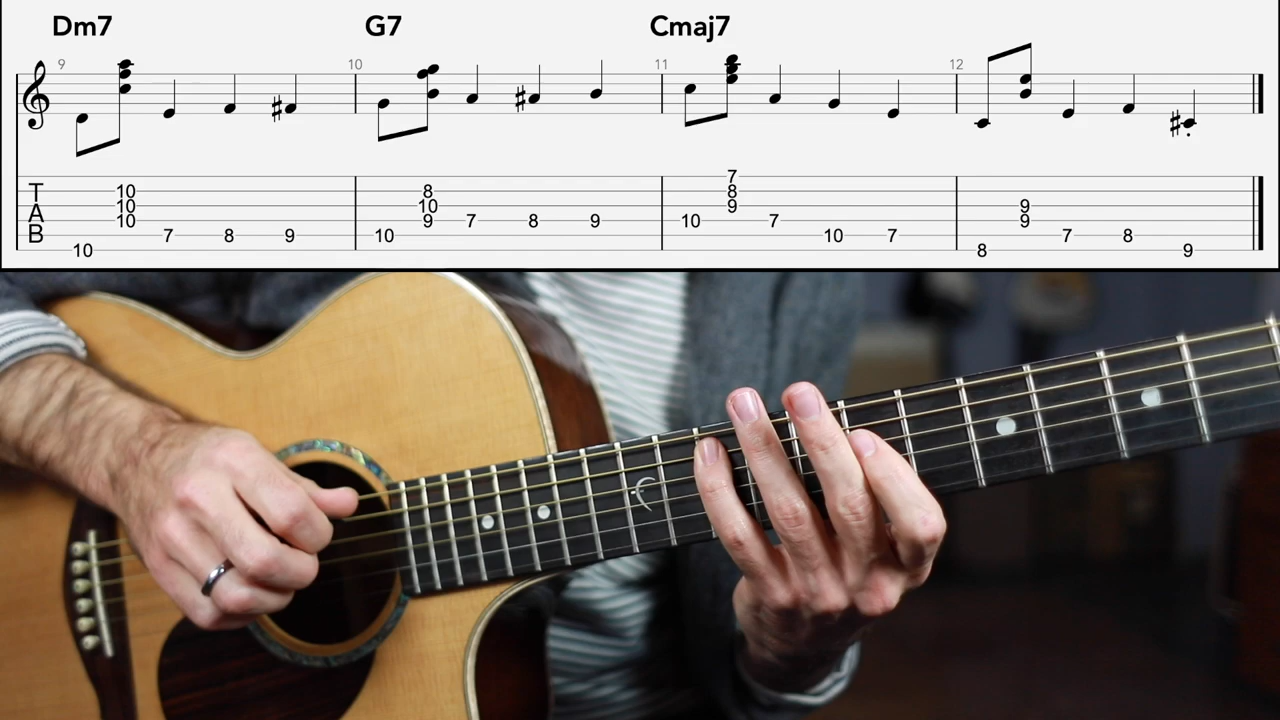 Dm7 G7 Cmaj7
9 10 11 12
7
T 10 8 8
A 10 10 9 9
10 9 7 8 9 10 7 9
B 7 8 9 10 10 7 7 8
10 8 9